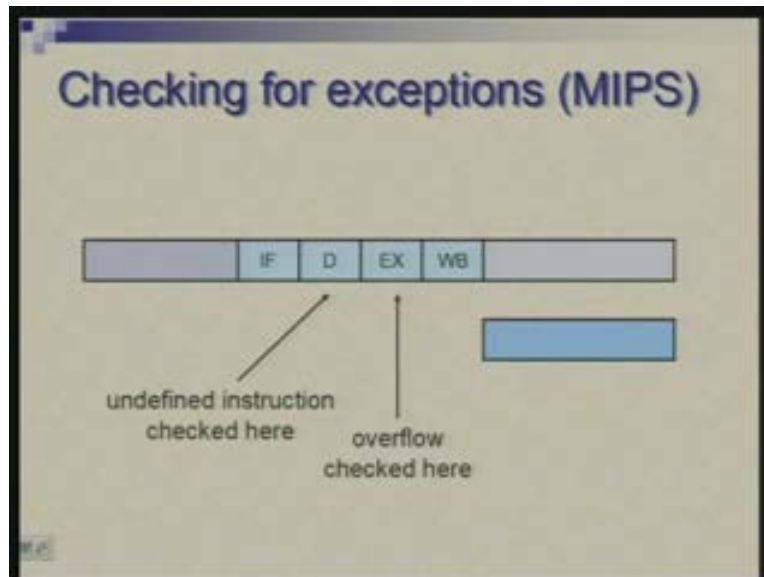 Checking for exceptions (MIPS)
IF D EX WB
undefined instruction
checked here
overflow
checked here